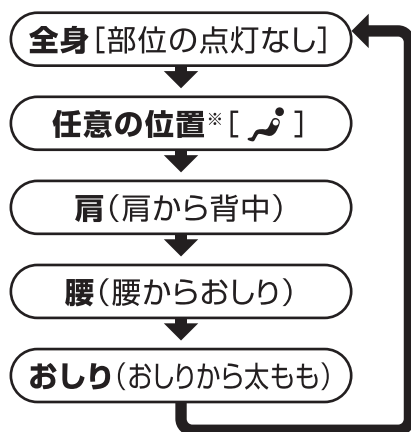 全身[部位の点灯なし]
任意の位置※[ ]
肩(肩から背中)
腰(腰からおしり)
おしり(おしりから太もも)